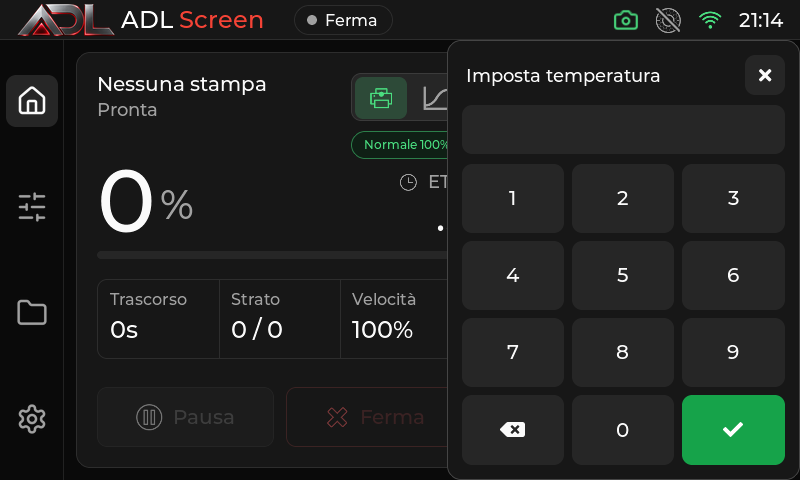 ADL ADL Screen Ferma 21:14
Nessuna stampa
Pronta
Normale 100%
0%
Trascorso Strato Velocità
0s 0 / 0 100%
Pausa Ferma
Imposta temperatura
1 2 3
4 5 6
7 8 9
0